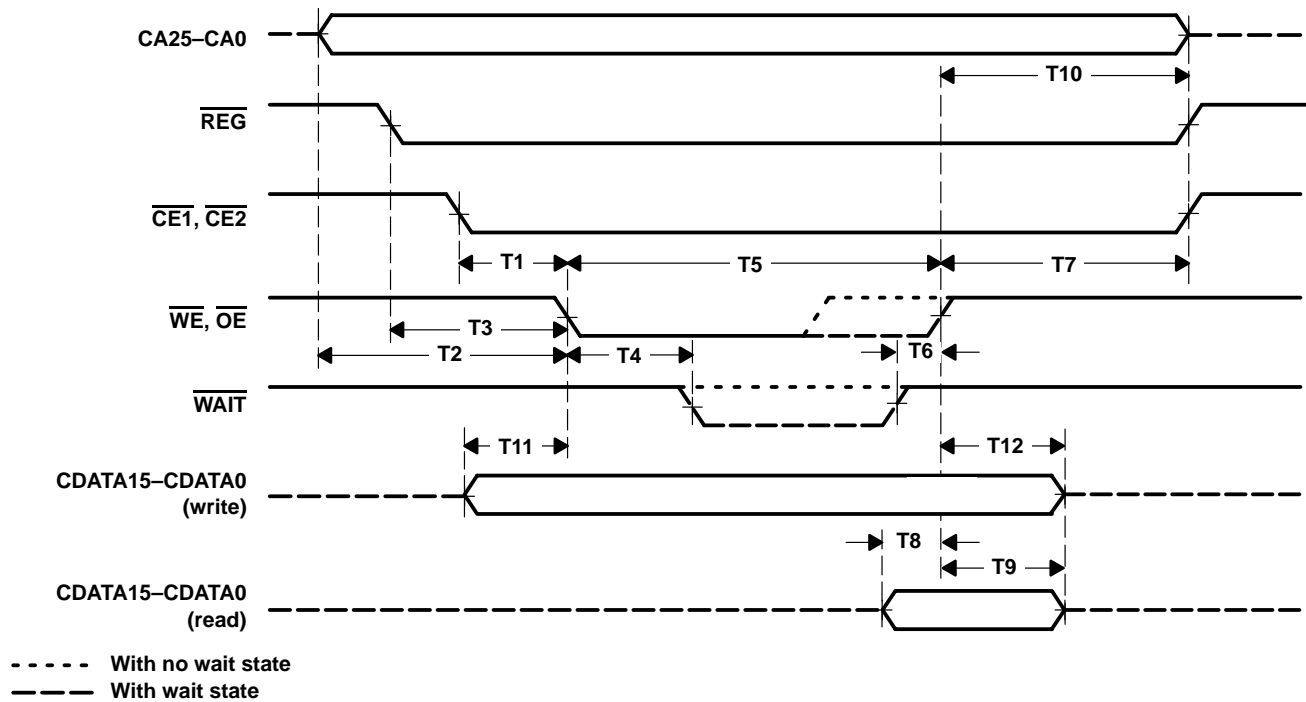 CA25–CA0
T10
REG
CE1, CE2
T1
T5
T7
WE, OE
T3
T6
T2
T4
WAIT
T11
T12
CDATA15–CDATA0
(write)
T8
T9
CDATA15–CDATA0
(read)
With no wait state
With wait state